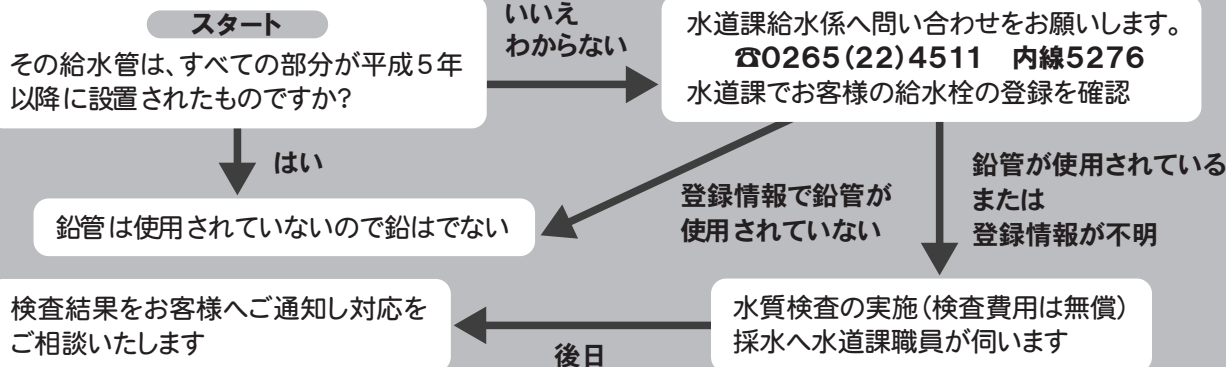 スタート
その給水管は、すべての部分が平成5年
以降に設置されたものですか?
いいえ
わからない
水道課給水係へ問い合わせをお願いします。
☎0265(22)4511 内線5276
水道課でお客様の給水栓の登録を確認
はい
鉛管は使用されていないので鉛はでない
登録情報で鉛管が
使用されていない
鉛管が使用されている
または
登録情報が不明
水質検査の実施(検査費用は無償)
採水へ水道課職員が伺います
後日
検査結果をお客様へご通知し対応を
ご相談いたします